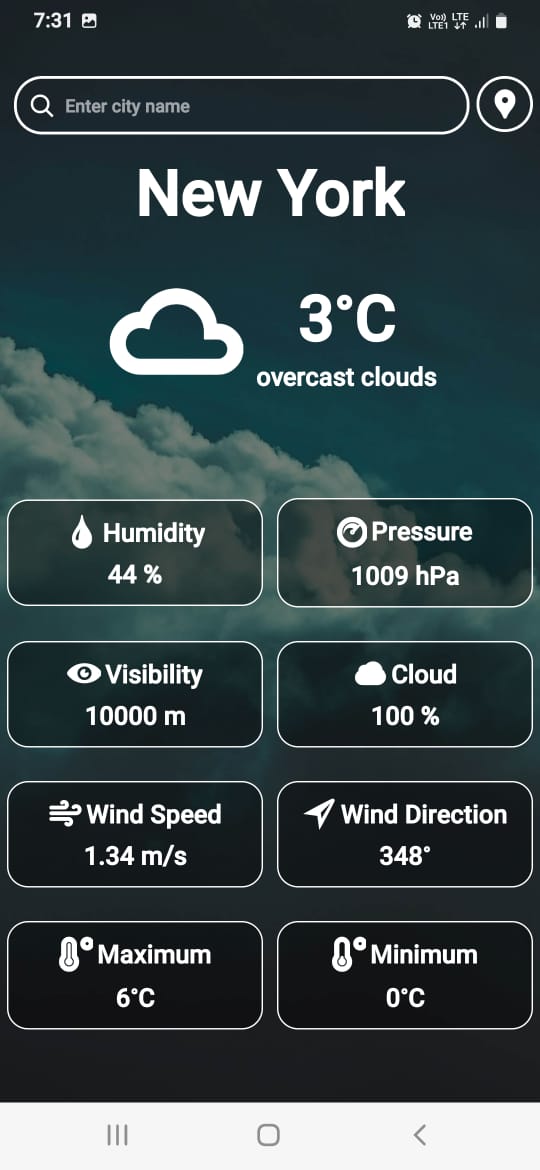 7:31
Vo)) LTE
LTE1
Enter city name
New York
3°C
overcast clouds
Humidity
44 %
Pressure
1009 hPa
Visibility
10000 m
Cloud
100 %
Wind Speed
1.34 m/s
Wind Direction
348°
Maximum
6°C
Minimum
0°C